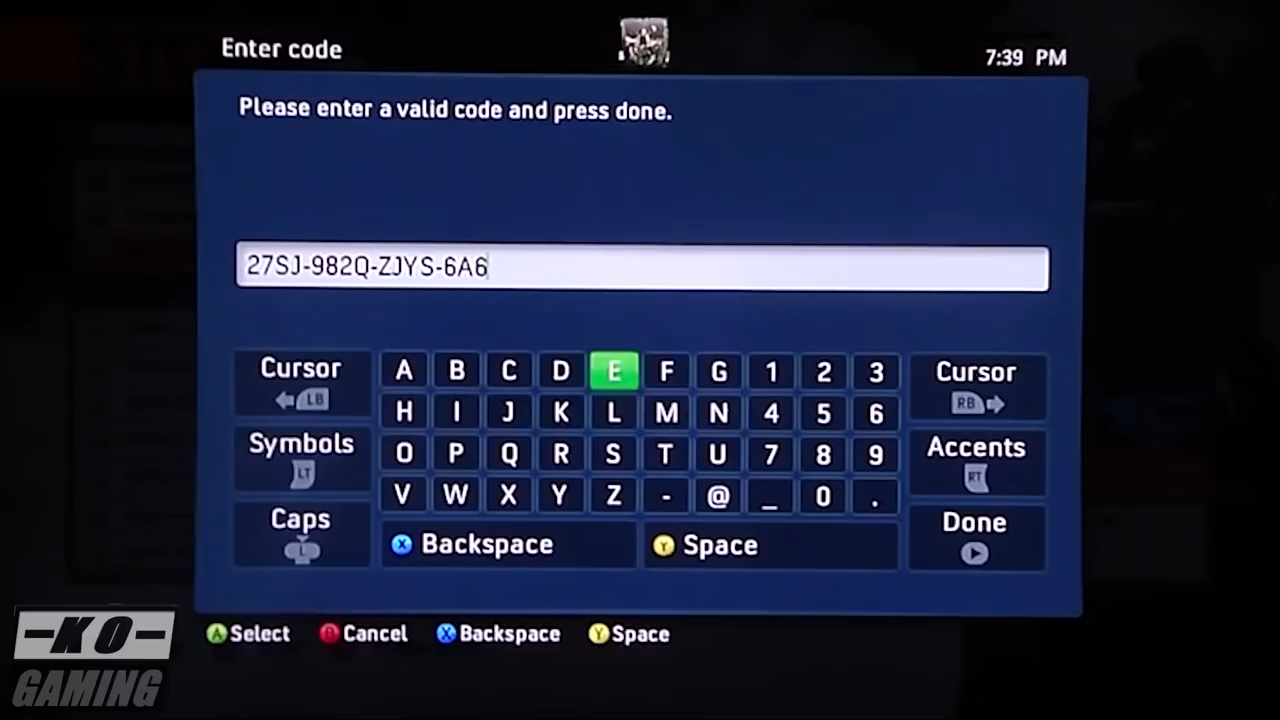 Enter code
7:39 PM
Please enter a valid code and press done.
27SJ-982Q-ZJYS-6A6
Cursor A B C D E F G 1 2 3 Cursor
LB H I J K L M N 4 5 6 RB
Symbols O P Q R S T U 7 8 9 Accents
LT V W X Y Z - @ _ 0 . RT
Caps X Backspace Y Space Done
L
A Select B Cancel X Backspace Y Space
-KO-
GAMING